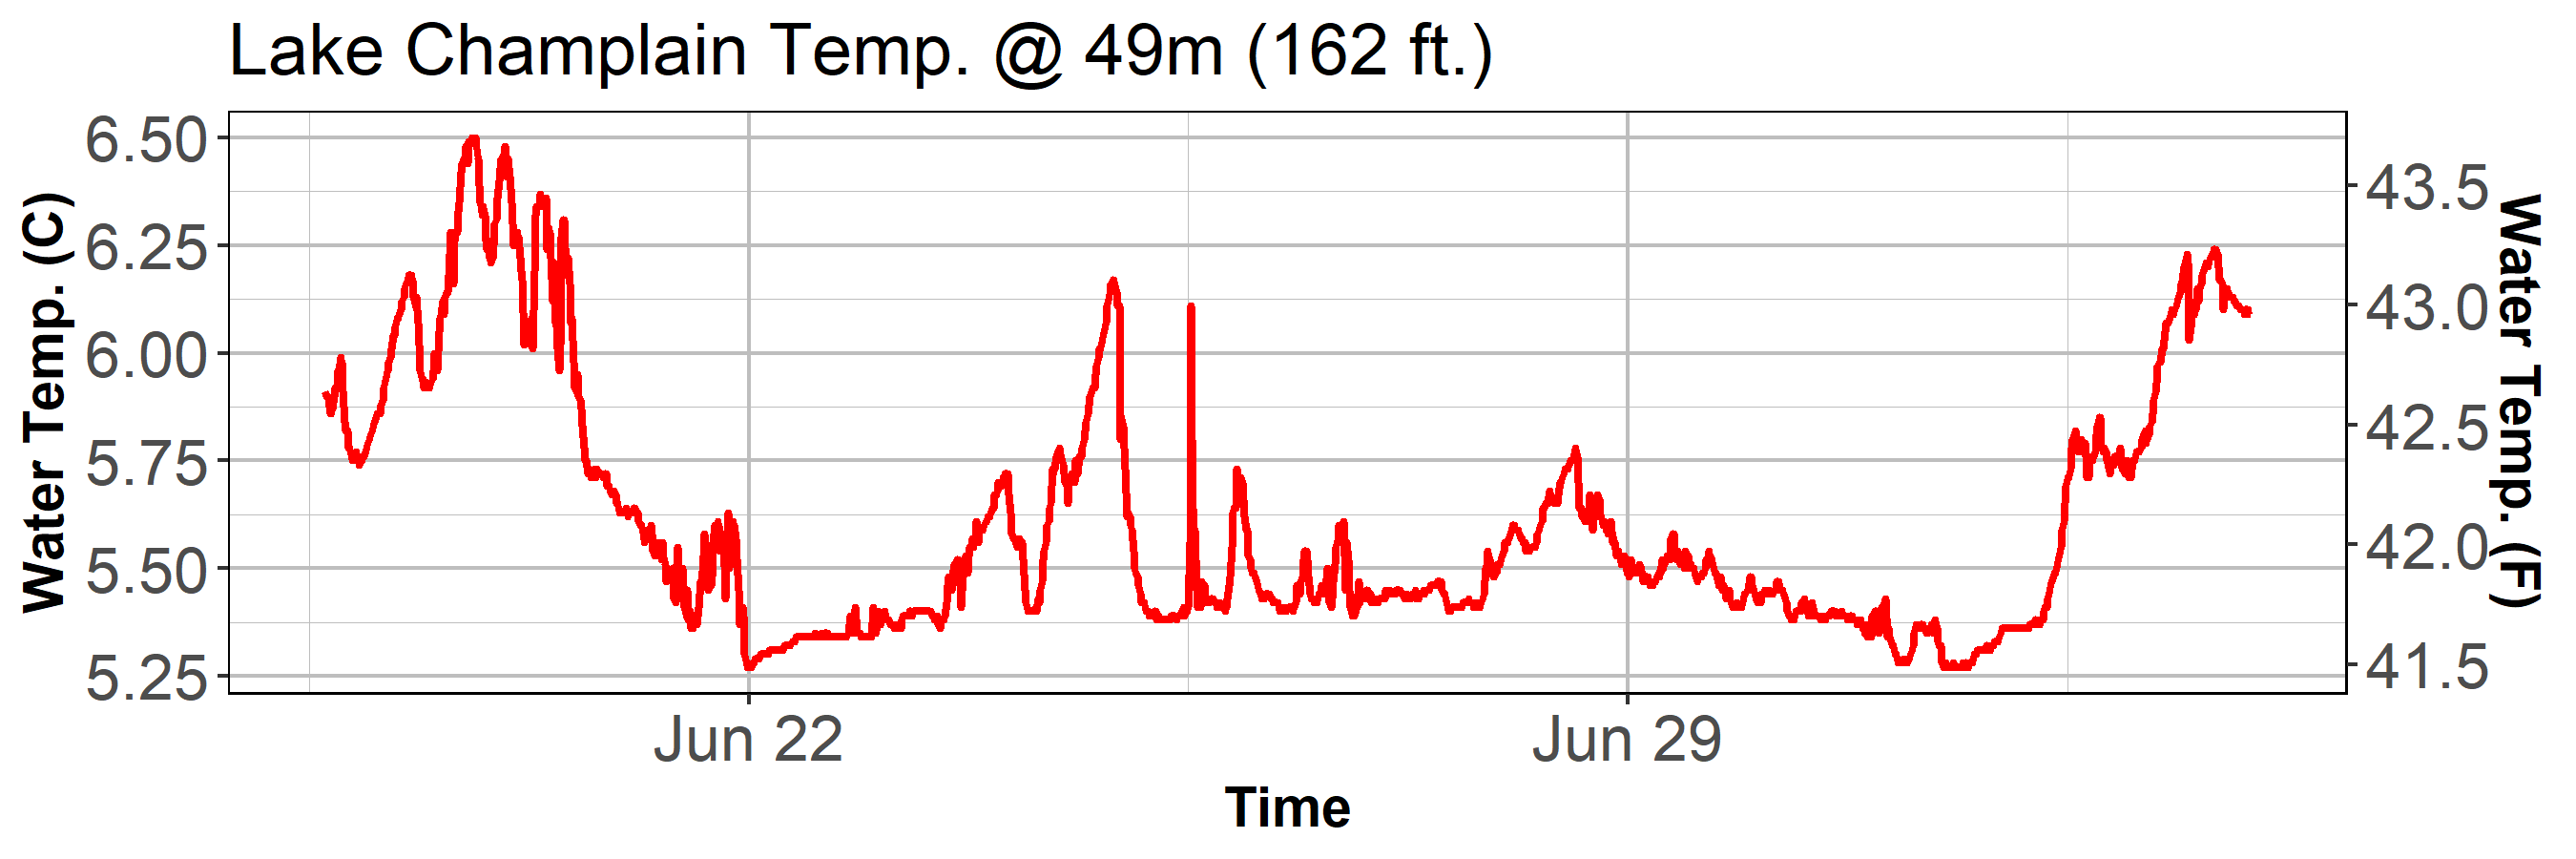 Lake Champlain Temp. @ 49m (162 ft.)
Water Temp. (C)
6.50
6.25
6.00
5.75
5.50
5.25
43.5
43.0
42.5
42.0
41.5
Water Temp. (F)
Jun 22
Jun 29
Time